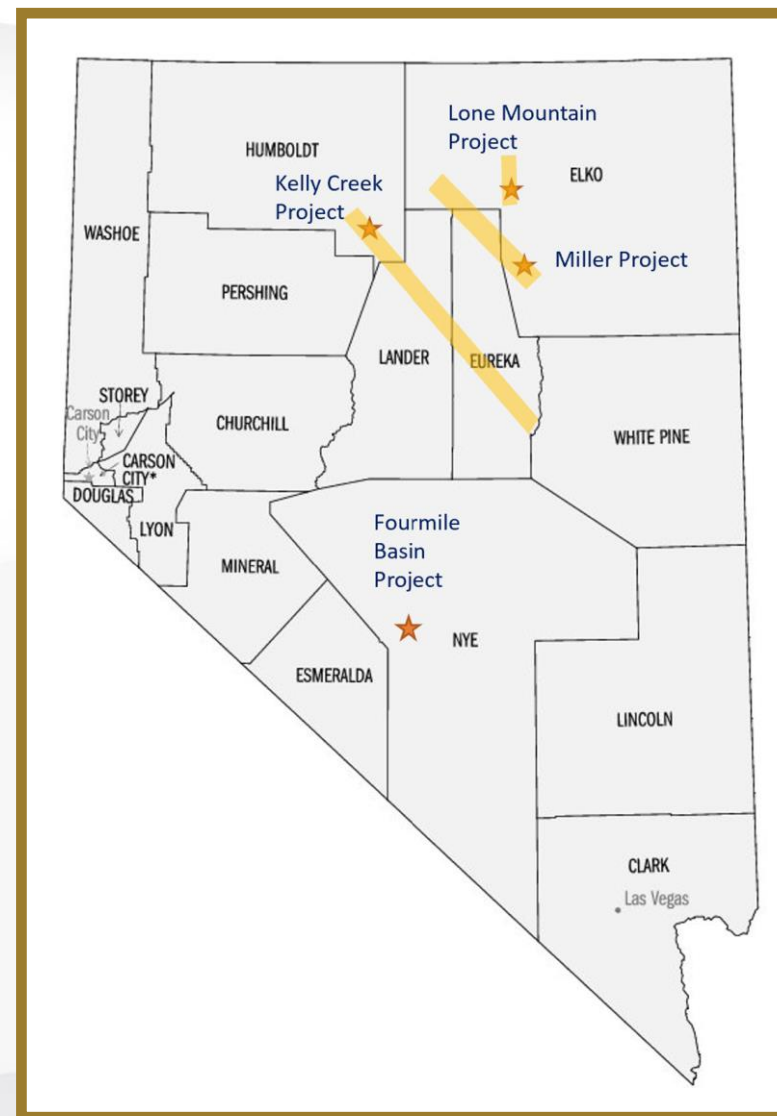 Lone Mountain
Project
HUMBOLDT
ELKO
Kelly Creek
Project
WASHOE
Miller Project
PERSHING
LANDER
EUREKA
STOREY
Carson
City
CHURCHILL
WHITE PINE
CARSON
CITY*
DOUGLAS
LYON
Fourmile
Basin
Project
MINERAL
NYE
ESMERALDA
LINCOLN
CLARK
Las Vegas